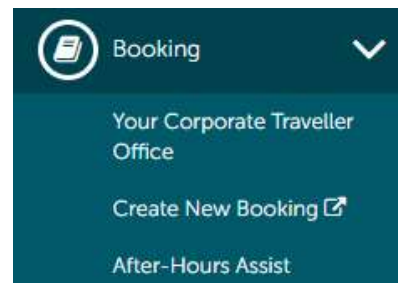 Booking
Your Corporate Traveller
Office
Create New Booking
After-Hours Assist